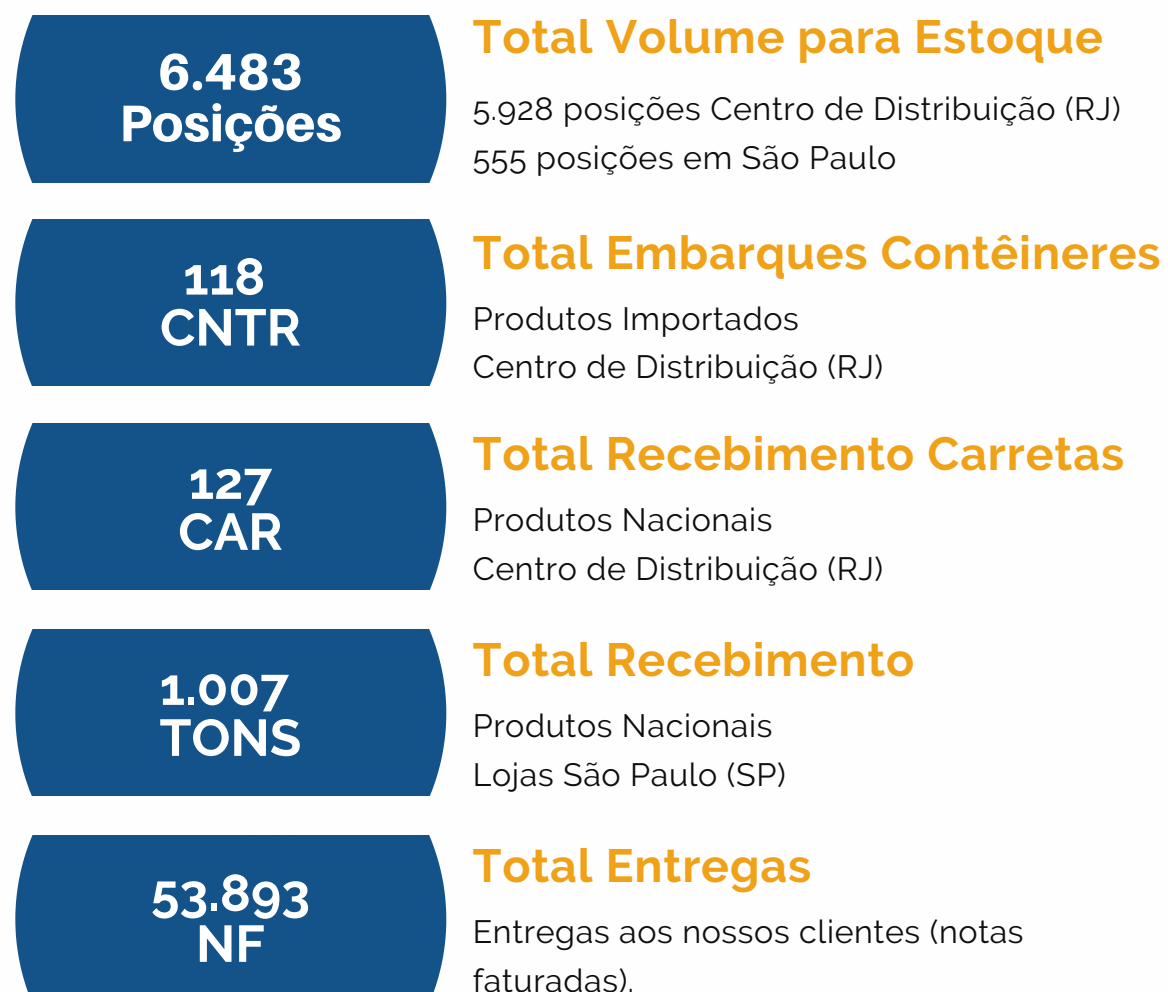 6.483
Posições
Total Volume para Estoque
5.928 posições Centro de Distribuição (RJ)
555 posições em São Paulo
118
CNTR
Total Embarques Contêineres
Produtos Importados
Centro de Distribuição (RJ)
127
CAR
Total Recebimento Carretas
Produtos Nacionais
Centro de Distribuição (RJ)
1.007
TONS
Total Recebimento
Produtos Nacionais
Lojas São Paulo (SP)
53.893
NF
Total Entregas
Entregas aos nossos clientes (notas
faturadas).